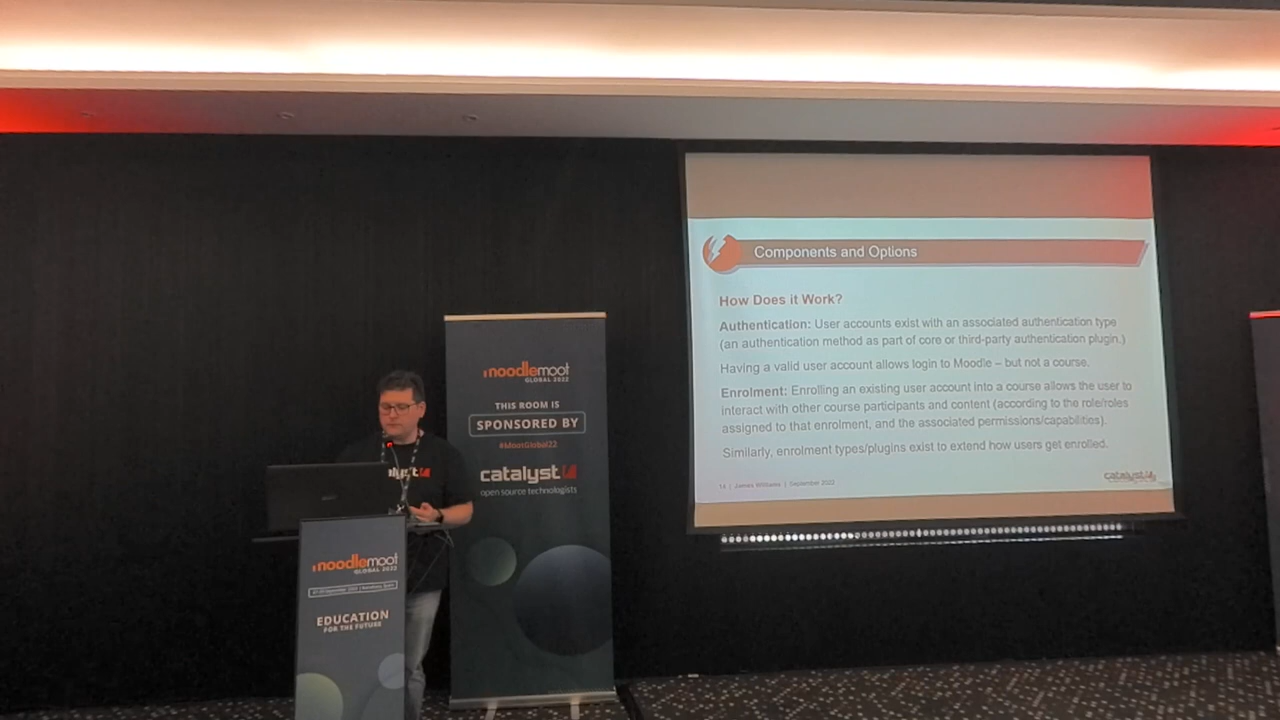 Components and Options
How Does it Work?
Authentication: User accounts exist with an associated authentication type
(an authentication method as part of core or third-party authentication plugin.)
Having a valid user account allows login to Moodle – but not a course.
Enrolment: Enrolling an existing user account into a course allows the user to
interact with other course participants and content (according to the role/roles
assigned to that enrolment, and the associated permissions/capabilities).
Similarly, enrolment types/plugins exist to extend how users get enrolled.
14 | James Williams | September 2022
catalyst
moodlemoot
GLOBAL 2022
THIS ROOM IS
SPONSORED BY
#MootGlobal22
catalyst
open source technologists
moodlemoot
GLOBAL 2022
EDUCATION
FOR THE FUTURE